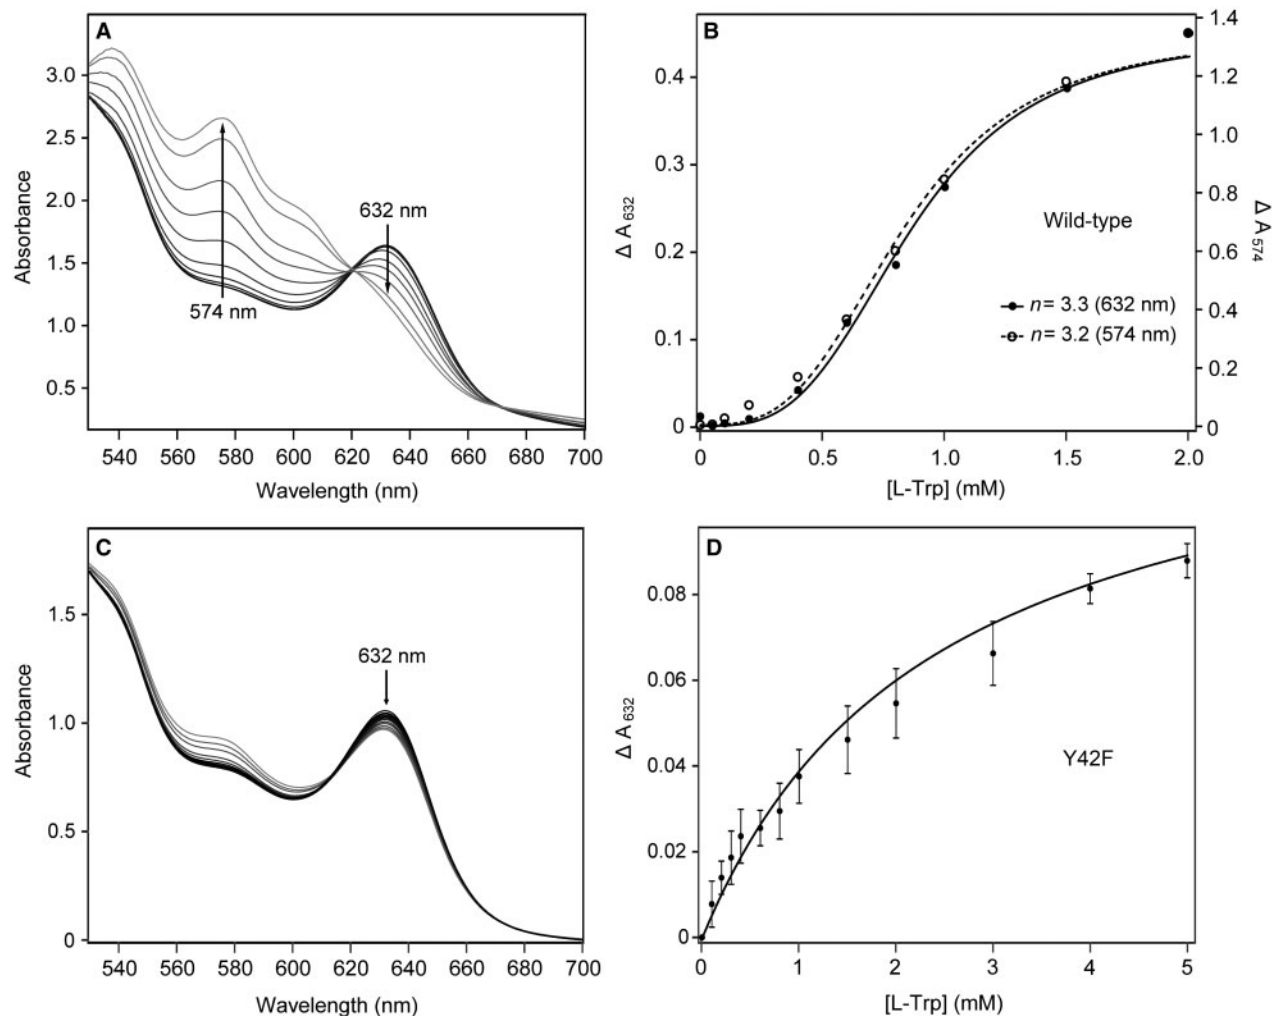 A
Absorbance
3.0
2.5
2.0
1.5
1.0
0.5
632 nm
574 nm
540 560 580 600 620 640 660 680 700
Wavelength (nm)
B
Δ A632
0.4
0.3
0.2
0.1
0
Δ A574
1.4
1.2
1.0
0.8
0.6
0.4
0.2
0
Wild-type
n= 3.3 (632 nm)
n= 3.2 (574 nm)
0 0.5 1.0 1.5 2.0
[L-Trp] (mM)
C
Absorbance
1.5
1.0
0.5
0
632 nm
540 560 580 600 620 640 660 680 700
Wavelength (nm)
D
Δ A632
0.08
0.06
0.04
0.02
0
Y42F
0 1 2 3 4 5
[L-Trp] (mM)